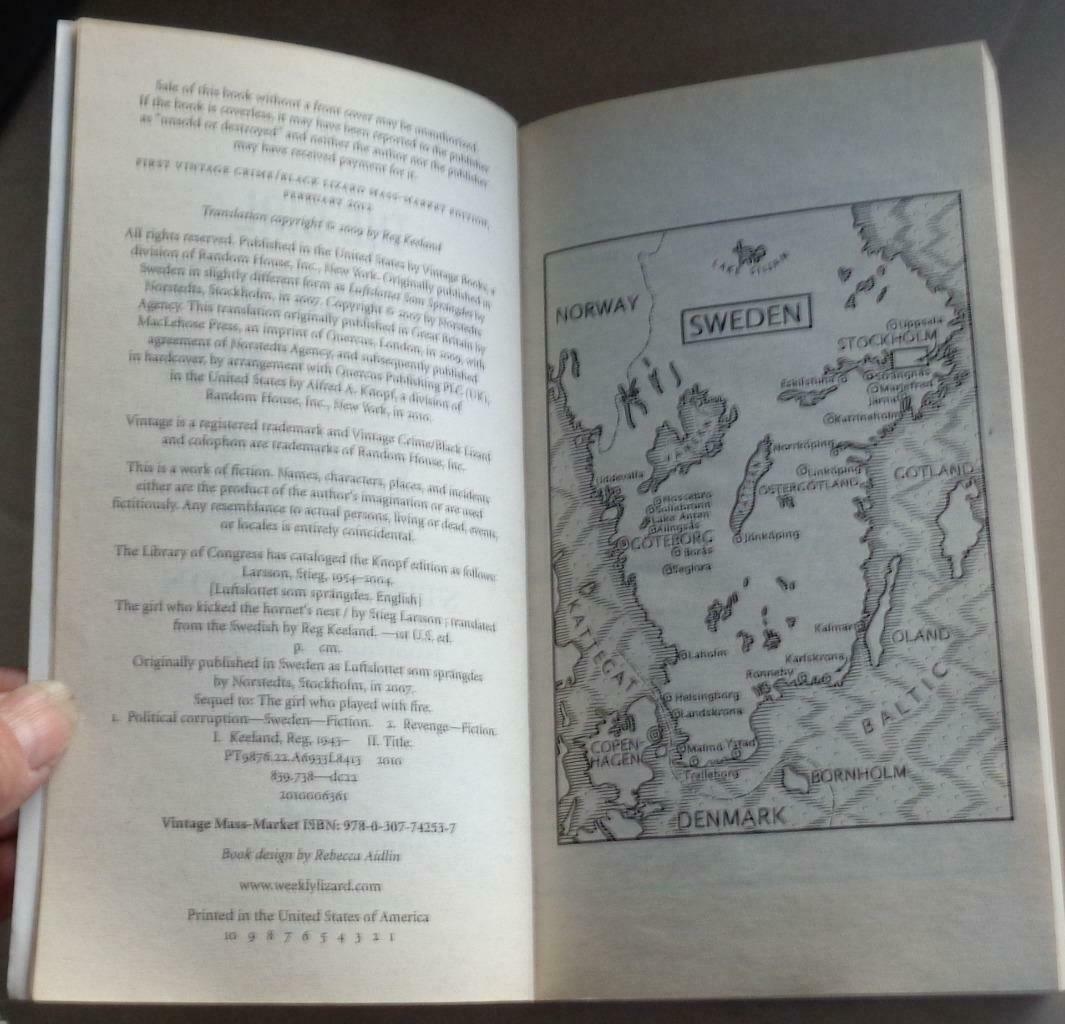 Sale of this book without a front cover may be unauthorized.
If the book is coverless, it may have been reported to the publisher
as "unsold or destroyed" and neither the author nor the publisher
may have received payment for it.
FIRST VINTAGE CRIME/BLACK LIZARD MASS-MARKET EDITION,
FEBRUARY 2012
Translation copyright © 2009 by Reg Keeland
All rights reserved. Published in the United States by Vintage Books, a
division of Random House, Inc., New York. Originally published in
Sweden in slightly different form as Luftslottet Som Sprängdes by
Norstedts, Stockholm, in 2007. Copyright © 2007 by Norstedts
Agency. This translation originally published in Great Britain by
MacLehose Press, an imprint of Quercus, London, in 2009, with
agreement of Norstedts Agency, and subsequently published
in hardcover, by arrangement with Quercus Publishing PLC (UK),
in the United States by Alfred A. Knopf, a division of
Random House, Inc., New York, in 2010.
Vintage is a registered trademark and Vintage Crime/Black Lizard
and colophon are trademarks of Random House, Inc.
This is a work of fiction. Names, characters, places, and incidents
either are the product of the author's imagination or are used
fictitiously. Any resemblance to actual persons, living or dead, events,
or locales is entirely coincidental.
The Library of Congress has cataloged the Knopf edition as follows:
Larsson, Stieg, 1954–2004.
[Luftslottet som sprängdes. English]
The girl who kicked the hornet's nest / by Stieg Larsson ; translated
from the Swedish by Reg Keeland. —1st U.S. ed.
p. cm.
Originally published in Sweden as Luftslottet som sprängdes
by Norstedts, Stockholm, in 2007.
Sequel to: The girl who played with fire.
1. Political corruption—Sweden—Fiction. 2. Revenge—Fiction.
I. Keeland, Reg, 1943– II. Title.
PT9876.22.A6933L8413 2010
839.738—dc22
2010006361
Vintage Mass-Market ISBN: 978-0-307-74253-7
Book design by Rebecca Aidlin
www.weeklylizard.com
Printed in the United States of America
10 9 8 7 6 5 4 3 2 1
LAKE
NORWAY
SWEDEN
Uppsala
STOCKHOLM
Eskilstuna
Strängnäs
Mariefred
Järna
Katrineholm
Norrköping
Linköping
GOTLAND
Uddevalla
ÖSTERGÖTLAND
Nossebro
Sollebrunn
Lake Anten
Alingsås
GÖTEBORG
Jönköping
Borås
Seglora
KATTEGAT
Kalmar
ÖLAND
Laholm
Karlskrona
Ronneby
Helsingborg
Landskrona
BALTIC
COPEN-
HAGEN
Malmö
Ystad
Trelleborg
BORNHOLM
DENMARK